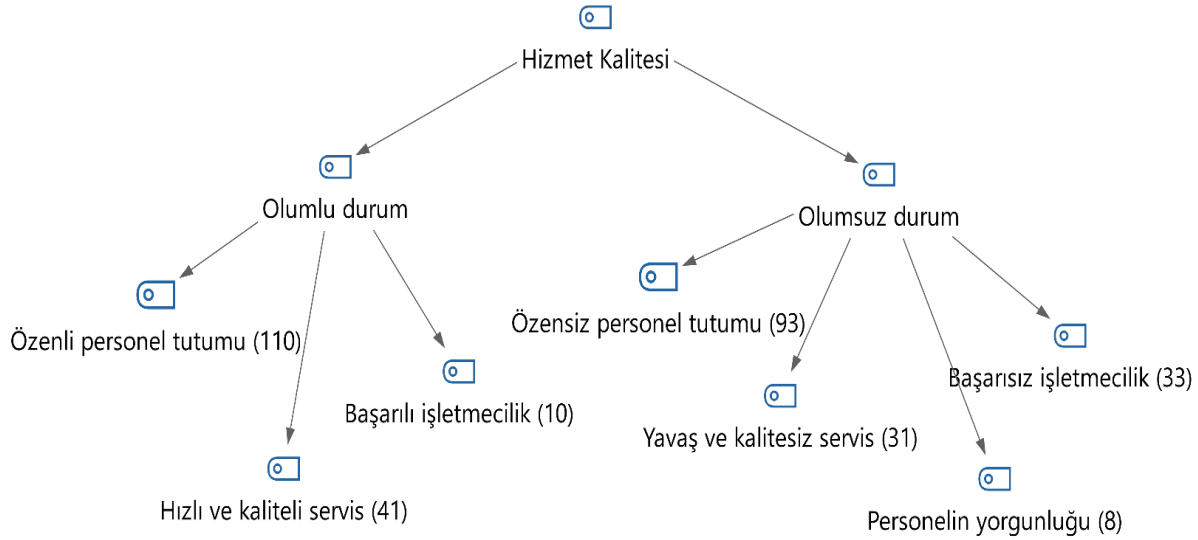 Hizmet Kalitesi
Olumlu durum
Olumsuz durum
Özenli personel tutumu (110)
Özensiz personel tutumu (93)
Başarısız işletmecilik (33)
Başarılı işletmecilik (10)
Yavaş ve kalitesiz servis (31)
Hızlı ve kaliteli servis (41)
Personelin yorgunluğu (8)